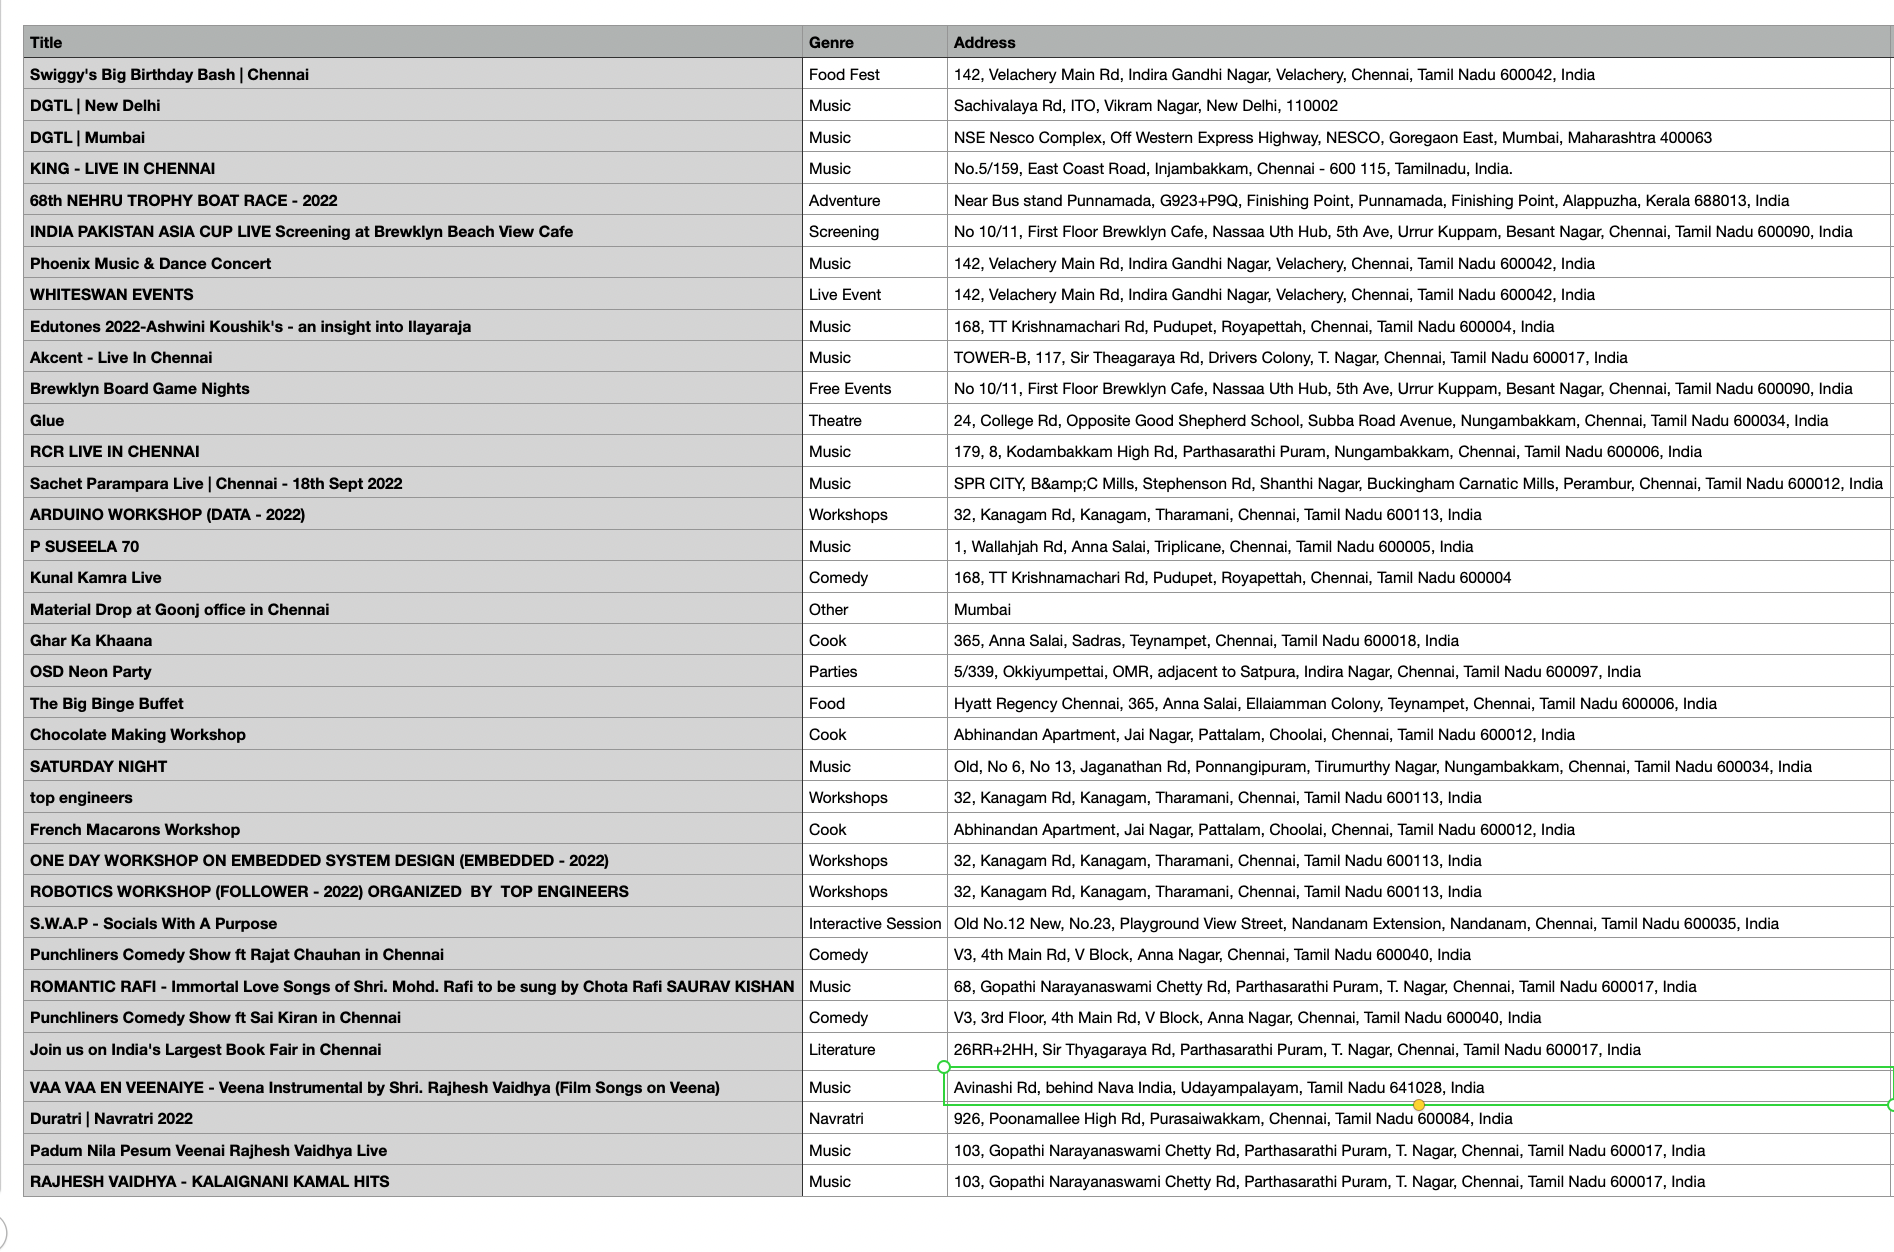 Title Genre Address
Swiggy's Big Birthday Bash | Chennai Food Fest 142, Velachery Main Rd, Indira Gandhi Nagar, Velachery, Chennai, Tamil Nadu 600042, India
DGTL | New Delhi Music Sachivalaya Rd, ITO, Vikram Nagar, New Delhi, 110002
DGTL | Mumbai Music NSE Nesco Complex, Off Western Express Highway, NESCO, Goregaon East, Mumbai, Maharashtra 400063
KING - LIVE IN CHENNAI Music No.5/159, East Coast Road, Injambakkam, Chennai - 600 115, Tamilnadu, India.
68th NEHRU TROPHY BOAT RACE - 2022 Adventure Near Bus stand Punnamada, G923+P9Q, Finishing Point, Punnamada, Finishing Point, Alappuzha, Kerala 688013, India
INDIA PAKISTAN ASIA CUP LIVE Screening at Brewklyn Beach View Cafe Screening No 10/11, First Floor Brewklyn Cafe, Nassaa Uth Hub, 5th Ave, Urrur Kuppam, Besant Nagar, Chennai, Tamil Nadu 600090, India
Phoenix Music & Dance Concert Music 142, Velachery Main Rd, Indira Gandhi Nagar, Velachery, Chennai, Tamil Nadu 600042, India
WHITESWAN EVENTS Live Event 142, Velachery Main Rd, Indira Gandhi Nagar, Velachery, Chennai, Tamil Nadu 600042, India
Edutones 2022-Ashwini Koushik's - an insight into Ilayaraja Music 168, TT Krishnamachari Rd, Pudupet, Royapettah, Chennai, Tamil Nadu 600004, India
Akcent - Live In Chennai Music TOWER-B, 117, Sir Theagaraya Rd, Drivers Colony, T. Nagar, Chennai, Tamil Nadu 600017, India
Brewklyn Board Game Nights Free Events No 10/11, First Floor Brewklyn Cafe, Nassaa Uth Hub, 5th Ave, Urrur Kuppam, Besant Nagar, Chennai, Tamil Nadu 600090, India
Glue Theatre 24, College Rd, Opposite Good Shepherd School, Subba Road Avenue, Nungambakkam, Chennai, Tamil Nadu 600034, India
RCR LIVE IN CHENNAI Music 179, 8, Kodambakkam High Rd, Parthasarathi Puram, Nungambakkam, Chennai, Tamil Nadu 600006, India
Sachet Parampara Live | Chennai - 18th Sept 2022 Music SPR CITY, B&amp;C Mills, Stephenson Rd, Shanthi Nagar, Buckingham Carnatic Mills, Perambur, Chennai, Tamil Nadu 600012, India
ARDUINO WORKSHOP (DATA - 2022) Workshops 32, Kanagam Rd, Kanagam, Tharamani, Chennai, Tamil Nadu 600113, India
P SUSEELA 70 Music 1, Wallahjah Rd, Anna Salai, Triplicane, Chennai, Tamil Nadu 600005, India
Kunal Kamra Live Comedy 168, TT Krishnamachari Rd, Pudupet, Royapettah, Chennai, Tamil Nadu 600004
Material Drop at Goonj office in Chennai Other Mumbai
Ghar Ka Khaana Cook 365, Anna Salai, Sadras, Teynampet, Chennai, Tamil Nadu 600018, India
OSD Neon Party Parties 5/339, Okkiyumpettai, OMR, adjacent to Satpura, Indira Nagar, Chennai, Tamil Nadu 600097, India
The Big Binge Buffet Food Hyatt Regency Chennai, 365, Anna Salai, Ellaiamman Colony, Teynampet, Chennai, Tamil Nadu 600006, India
Chocolate Making Workshop Cook Abhinandan Apartment, Jai Nagar, Pattalam, Choolai, Chennai, Tamil Nadu 600012, India
SATURDAY NIGHT Music Old, No 6, No 13, Jaganathan Rd, Ponnangipuram, Tirumurthy Nagar, Nungambakkam, Chennai, Tamil Nadu 600034, India
top engineers Workshops 32, Kanagam Rd, Kanagam, Tharamani, Chennai, Tamil Nadu 600113, India
French Macarons Workshop Cook Abhinandan Apartment, Jai Nagar, Pattalam, Choolai, Chennai, Tamil Nadu 600012, India
ONE DAY WORKSHOP ON EMBEDDED SYSTEM DESIGN (EMBEDDED - 2022) Workshops 32, Kanagam Rd, Kanagam, Tharamani, Chennai, Tamil Nadu 600113, India
ROBOTICS WORKSHOP (FOLLOWER - 2022) ORGANIZED  BY  TOP ENGINEERS Workshops 32, Kanagam Rd, Kanagam, Tharamani, Chennai, Tamil Nadu 600113, India
S.W.A.P - Socials With A Purpose Interactive Session Old No.12 New, No.23, Playground View Street, Nandanam Extension, Nandanam, Chennai, Tamil Nadu 600035, India
Punchliners Comedy Show ft Rajat Chauhan in Chennai Comedy V3, 4th Main Rd, V Block, Anna Nagar, Chennai, Tamil Nadu 600040, India
ROMANTIC RAFI - Immortal Love Songs of Shri. Mohd. Rafi to be sung by Chota Rafi SAURAV KISHAN Music 68, Gopathi Narayanaswami Chetty Rd, Parthasarathi Puram, T. Nagar, Chennai, Tamil Nadu 600017, India
Punchliners Comedy Show ft Sai Kiran in Chennai Comedy V3, 3rd Floor, 4th Main Rd, V Block, Anna Nagar, Chennai, Tamil Nadu 600040, India
Join us on India's Largest Book Fair in Chennai Literature 26RR+2HH, Sir Thyagaraya Rd, Parthasarathi Puram, T. Nagar, Chennai, Tamil Nadu 600017, India
VAA VAA EN VEENAIYE - Veena Instrumental by Shri. Rajhesh Vaidhya (Film Songs on Veena) Music Avinashi Rd, behind Nava India, Udayampalayam, Tamil Nadu 641028, India
Duratri | Navratri 2022 Navratri 926, Poonamallee High Rd, Purasaiwakkam, Chennai, Tamil Nadu 600084, India
Padum Nila Pesum Veenai Rajhesh Vaidhya Live Music 103, Gopathi Narayanaswami Chetty Rd, Parthasarathi Puram, T. Nagar, Chennai, Tamil Nadu 600017, India
RAJHESH VAIDHYA - KALAIGNANI KAMAL HITS Music 103, Gopathi Narayanaswami Chetty Rd, Parthasarathi Puram, T. Nagar, Chennai, Tamil Nadu 600017, India